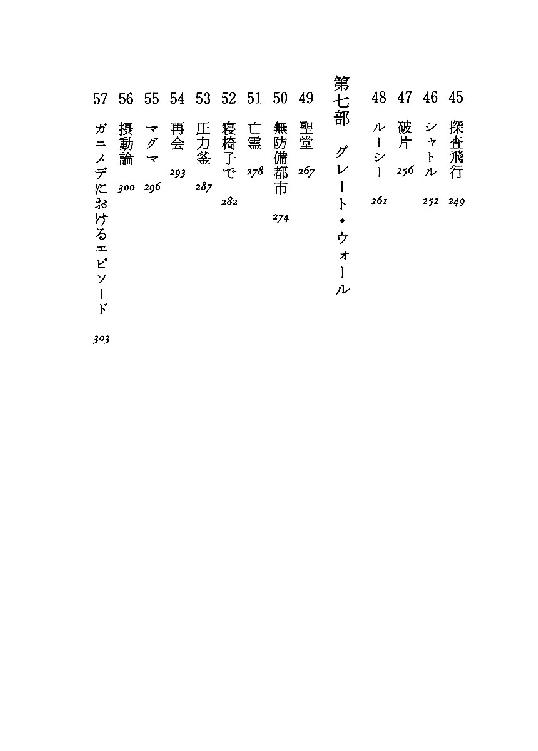 45 探査飛行 249
46 シャトル 252
47 破片 256
48 ルーシー 261
第七部 グレート・ウォール
49 聖堂 267
50 無防備都市 274
51 亡霊 278
52 寝椅子で 282
53 圧力釜 287
54 再会 293
55 マグマ 296
56 摂動論 300
57 ガニメデにおけるエピソード 303